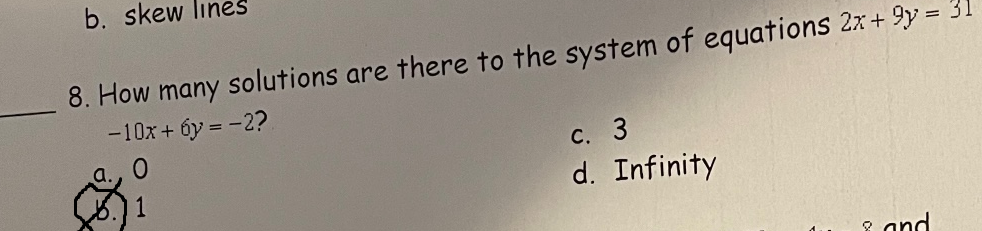 b. skew lines
8. How many solutions are there to the system of equations 2x + 9y = 31
-10x + 6y = -2?
a. 0
b. 1
c. 3
d. Infinity
8 and